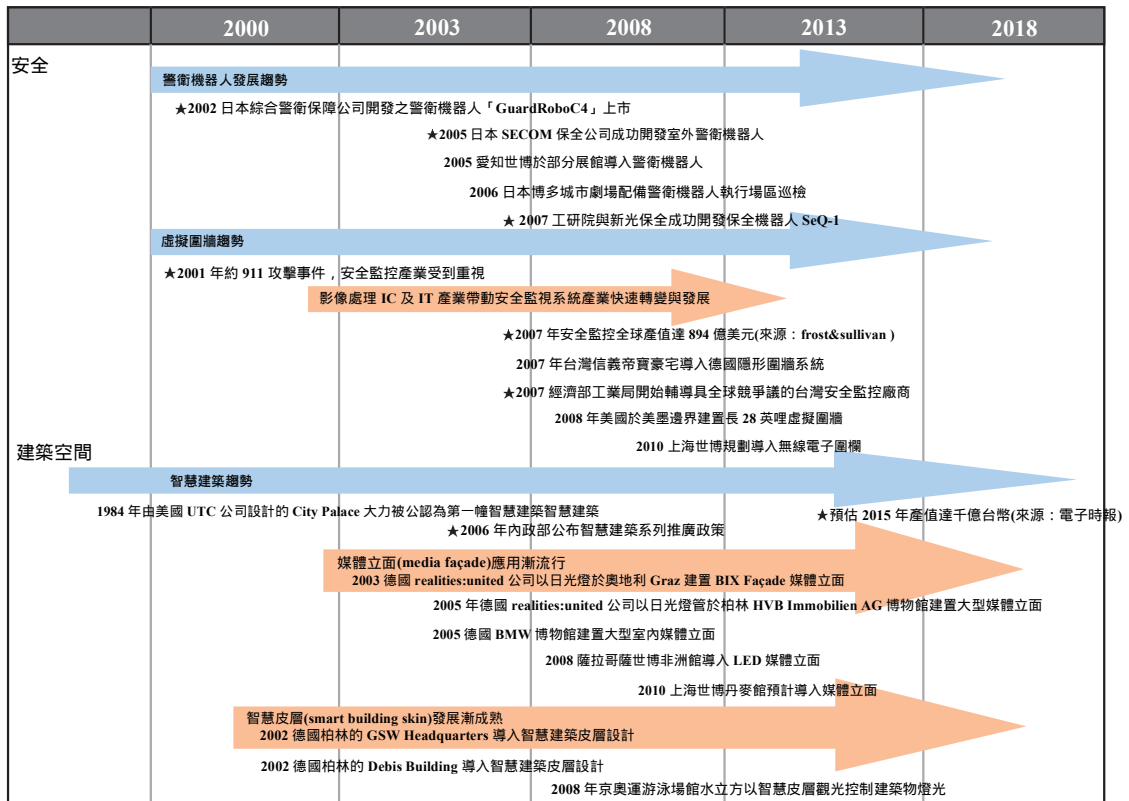 2000 2003 2008 2013 2018
安全
警衛機器人發展趨勢
★2002 日本綜合警衛保障公司開發之警衛機器人「GuardRoboC4」上市
★2005 日本 SECOM 保全公司成功開發室外警衛機器人
2005 愛知世博於部分展館導入警衛機器人
2006 日本博多城市劇場配備警衛機器人執行場區巡檢
★ 2007 工研院與新光保全成功開發保全機器人 SeQ-1
虛擬圍牆趨勢
★2001 年約 911 攻擊事件，安全監控產業受到重視
影像處理 IC 及 IT 產業帶動安全監視系統產業快速轉變與發展
★2007 年安全監控全球產值達 894 億美元(來源：frost&sullivan )
2007 年台灣信義帝寶豪宅導入德國隱形圍牆系統
★2007 經濟部工業局開始輔導具全球競爭議的台灣安全監控廠商
2008 年美國於美墨邊界建置長 28 英哩虛擬圍牆
2010 上海世博規劃導入無線電子圍欄
建築空間
智慧建築趨勢
1984 年由美國 UTC 公司設計的 City Palace 大力被公認為第一幢智慧建築智慧建築
★預估 2015 年產值達千億台幣(來源：電子時報)
★2006 年內政部公布智慧建築系列推廣政策
媒體立面(media façade)應用漸流行
2003 德國 realities:united 公司以日光燈於奧地利 Graz 建置 BIX Façade 媒體立面
2005 年德國 realities:united 公司以日光燈管於柏林 HVB Immobilien AG 博物館建置大型媒體立面
2005 德國 BMW 博物館建置大型室內媒體立面
2008 薩拉哥薩世博非洲館導入 LED 媒體立面
2010 上海世博丹麥館預計導入媒體立面
智慧皮層(smart building skin)發展漸成熟
2002 德國柏林的 GSW Headquarters 導入智慧建築皮層設計
2002 德國柏林的 Debis Building 導入智慧建築皮層設計
2008 年京奧運游泳場館水立方以智慧皮層觀光控制建築物燈光